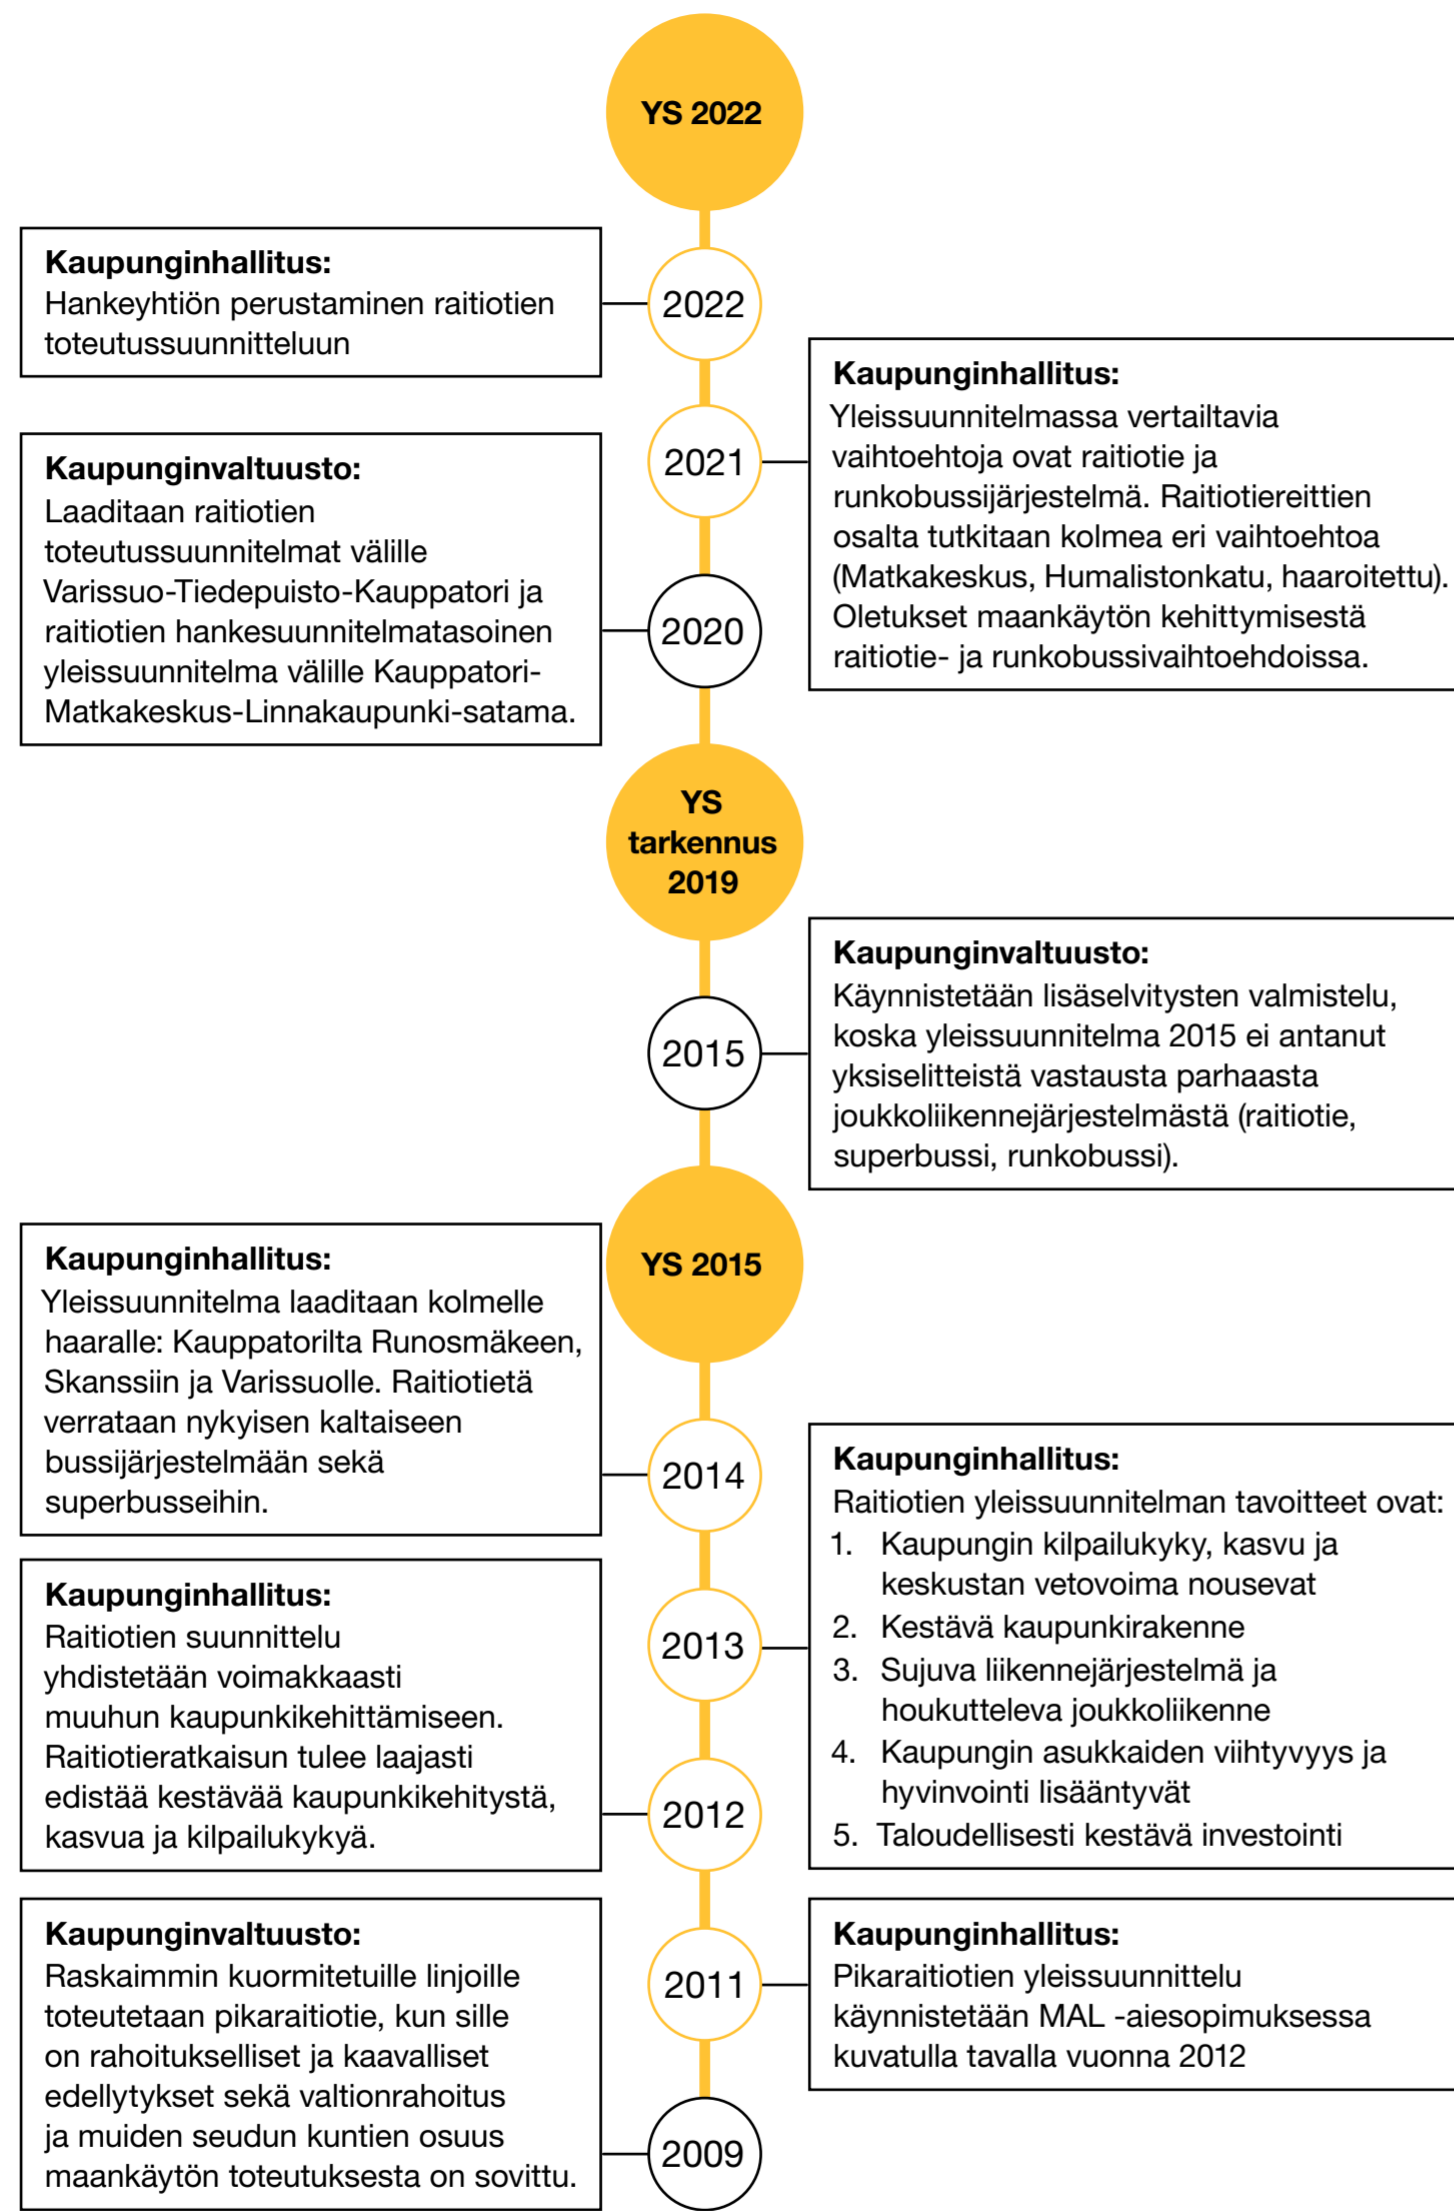 YS 2022
Kaupunginhallitus:
Hankeyhtiön perustaminen raitiotien
toteutussuunnitteluun
2022
Kaupunginhallitus:
Yleissuunnitelmassa vertailtavia
vaihtoehtoja ovat raitiotie ja
runkobussijärjestelmä. Raitiotiereittien
osalta tutkitaan kolmea eri vaihtoehtoa
(Matkakeskus, Humalistonkatu, haaroitettu).
Oletukset maankäytön kehittymisestä
raitiotie- ja runkobussivaihtoehdoissa.
2021
Kaupunginvaltuusto:
Laaditaan raitiotien
toteutussuunnitelmat välille
Varissuo-Tiedepuisto-Kauppatori ja
raitiotien hankesuunnitelmatasoinen
yleissuunnitelma välille Kauppatori-
Matkakeskus-Linnakaupunki-satama.
2020
YS
tarkennus
2019
Kaupunginvaltuusto:
Käynnistetään lisäselvitysten valmistelu,
koska yleissuunnitelma 2015 ei antanut
yksiselitteistä vastausta parhaasta
joukkoliikennejärjestelmästä (raitiotie,
superbussi, runkobussi).
2015
YS 2015
Kaupunginhallitus:
Yleissuunnitelma laaditaan kolmelle
haaralle: Kauppatorilta Runosmäkeen,
Skanssiin ja Varissuolle. Raitiotietä
verrataan nykyisen kaltaiseen
bussijärjestelmään sekä
superbusseihin.
2014
Kaupunginhallitus:
Raitiotien yleissuunnitelman tavoitteet ovat:
1. Kaupungin kilpailukyky, kasvu ja
keskustan vetovoima nousevat
2. Kestävä kaupunkirakenne
3. Sujuva liikennejärjestelmä ja
houkutteleva joukkoliikenne
4. Kaupungin asukkaiden viihtyvyys ja
hyvinvointi lisääntyvät
5. Taloudellisesti kestävä investointi
2013
Kaupunginhallitus:
Raitiotien suunnittelu
yhdistetään voimakkaasti
muuhun kaupunkikehittämiseen.
Raitiotieratkaisun tulee laajasti
edistää kestävää kaupunkikehitystä,
kasvua ja kilpailukykyä.
2012
Kaupunginhallitus:
Pikaraitiotien yleissuunnittelu
käynnistetään MAL -aiesopimuksessa
kuvatulla tavalla vuonna 2012
2011
Kaupunginvaltuusto:
Raskaimmin kuormitetuille linjoille
toteutetaan pikaraitiotie, kun sille
on rahoitukselliset ja kaavalliset
edellytykset sekä valtionrahoitus
ja muiden seudun kuntien osuus
maankäytön toteutuksesta on sovittu.
2009